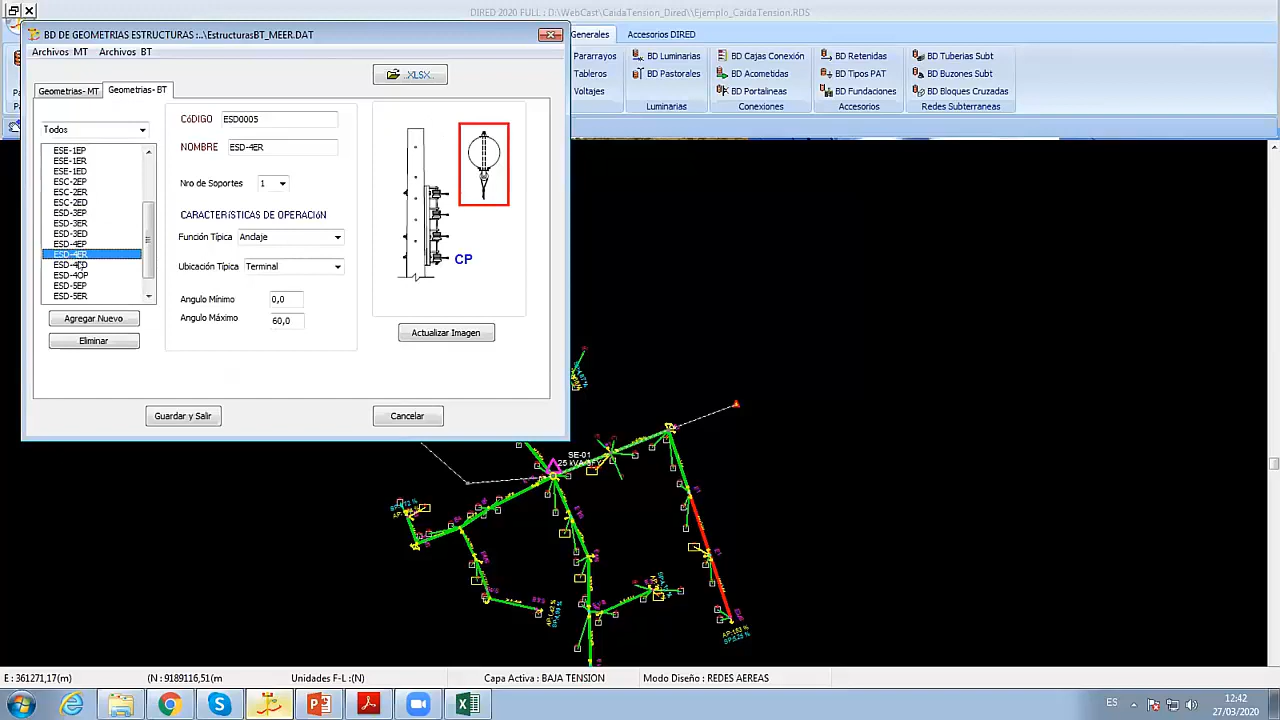 DIRED 2020 FULL : D:\WebCast\CaidaTension_Dired\\Ejemplo_CaidaTension.RDS
BD DE GEOMETRIAS ESTRUCTURAS :..\EstructurasBT_MEER.DAT
Archivos MT Archivos BT
Generales Accesorios DIRED
Pararrayos
Tableros
Voltajes
BD Luminarias
BD Pastorales
Luminarias
BD Cajas Conexión
BD Acometidas
BD Portalineas
Conexiones
BD Retenidas
BD Tipos PAT
BD Fundaciones
Accesorios
BD Tuberias Subt
BD Buzones Subt
BD Bloques Cruzadas
Redes Subterraneas
.XLSX.
Geometrias- MT Geometrias- BT
Todos
ESE-1EP
ESE-1ER
ESE-1ED
ESC-2EP
ESC-2ER
ESC-2ED
ESD-3EP
ESD-3ER
ESD-3ED
ESD-4EP
ESD-4ER
ESD-4ED
ESD-4OP
ESD-5EP
ESD-5ER
Agregar Nuevo
Eliminar
CóDIGO ESD0005
NOMBRE ESD-4ER
Nro de Soportes 1
CARACTERíSTICAS DE OPERACIóN
Función Típica Anclaje
Ubicación Típica Terminal
Angulo Mínimo 0,0
Angulo Máximo 60,0
CP
Actualizar Imagen
Guardar y Salir Cancelar
SE-01
E : 361271,17(m) (N : 9189116,51(m Unidades F-L :(N) Capa Activa : BAJA TENSION Modo Diseño : REDES AEREAS
ES
12:42
27/03/2020